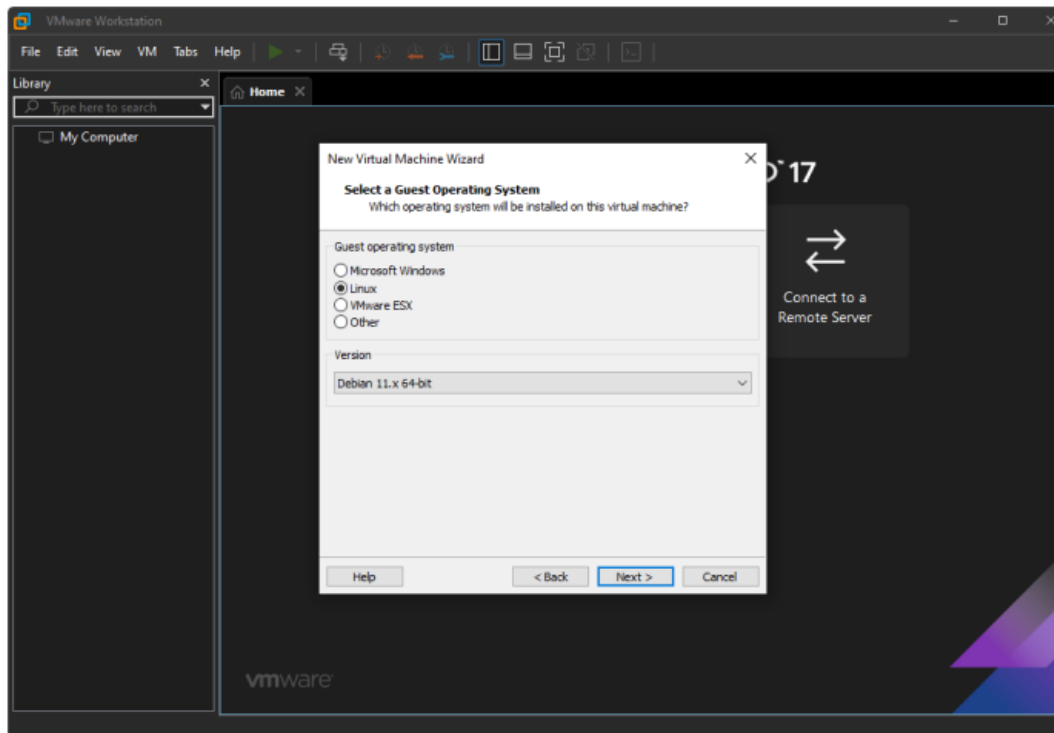 VMware Workstation
File Edit View VM Tabs Help
Library
Type here to search
Home
My Computer
17
New Virtual Machine Wizard
Select a Guest Operating System
Which operating system will be installed on this virtual machine?
Guest operating system
Microsoft Windows
Linux
VMware ESX
Other
Version
Debian 11.x 64-bit
Help
< Back
Next >
Cancel
Connect to a
Remote Server
vmware